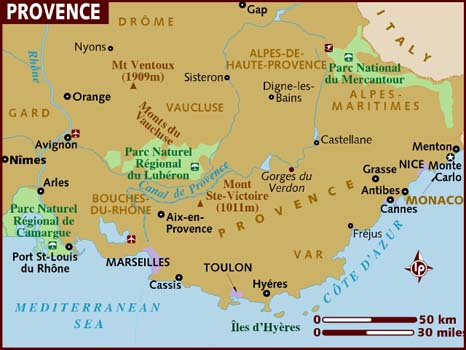 PROVENCE
DRÔME
Gap
ITALY
Nyons
ALPES-DE-
HAUTE-PROVENCE
Mt Ventoux
(1909m)
Parc National
du Mercantour
Rhône
Sisteron
Digne-les-
Bains
Orange
VAUCLUSE
ALPES-
MARITIMES
GARD
Monts du
Vaucluse
Avignon
Castellane
Menton
Nîmes
Parc Naturel
Régional
du Lubéron
Gorges du
Verdon
Grasse
NICE
Monte
Carlo
Arles
Canal de Provence
Antibes
MONACO
Mont
Ste-Victoire
(1011m)
Cannes
Parc Naturel
Régional de
Camargue
BOUCHES-
DU-RHÔNE
Aix-en-
Provence
PROVENCE
Fréjus
VAR
Port St-Louis
du Rhône
MARSEILLES
TOULON
CÔTE D'AZUR
Cassis
Hyères
lp
MEDITERRANEAN
SEA
Îles d'Hyères
0 50 km
0 30 miles